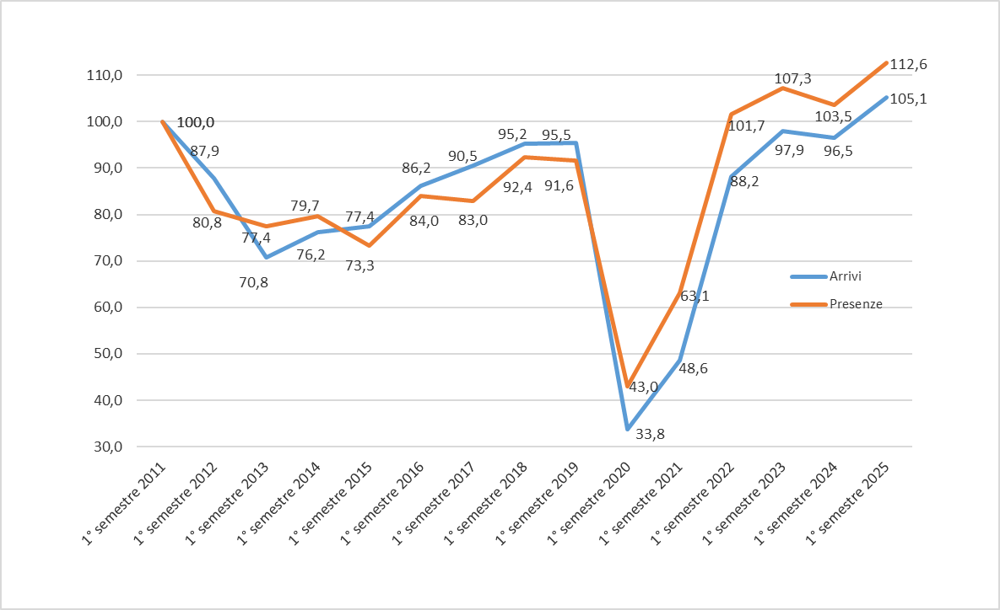 110,0
100,0
90,0
80,0
70,0
60,0
50,0
40,0
30,0
100,0
87,9
70,8
76,2
77,4
86,2
90,5
95,2
95,5
33,8
48,6
88,2
97,9
96,5
105,1
100,0
80,8
77,4
79,7
73,3
84,0
83,0
92,4
91,6
43,0
63,1
101,7
107,3
103,5
112,6
Arrivi
Presenze
1° semestre 2011
1° semestre 2012
1° semestre 2013
1° semestre 2014
1° semestre 2015
1° semestre 2016
1° semestre 2017
1° semestre 2018
1° semestre 2019
1° semestre 2020
1° semestre 2021
1° semestre 2022
1° semestre 2023
1° semestre 2024
1° semestre 2025